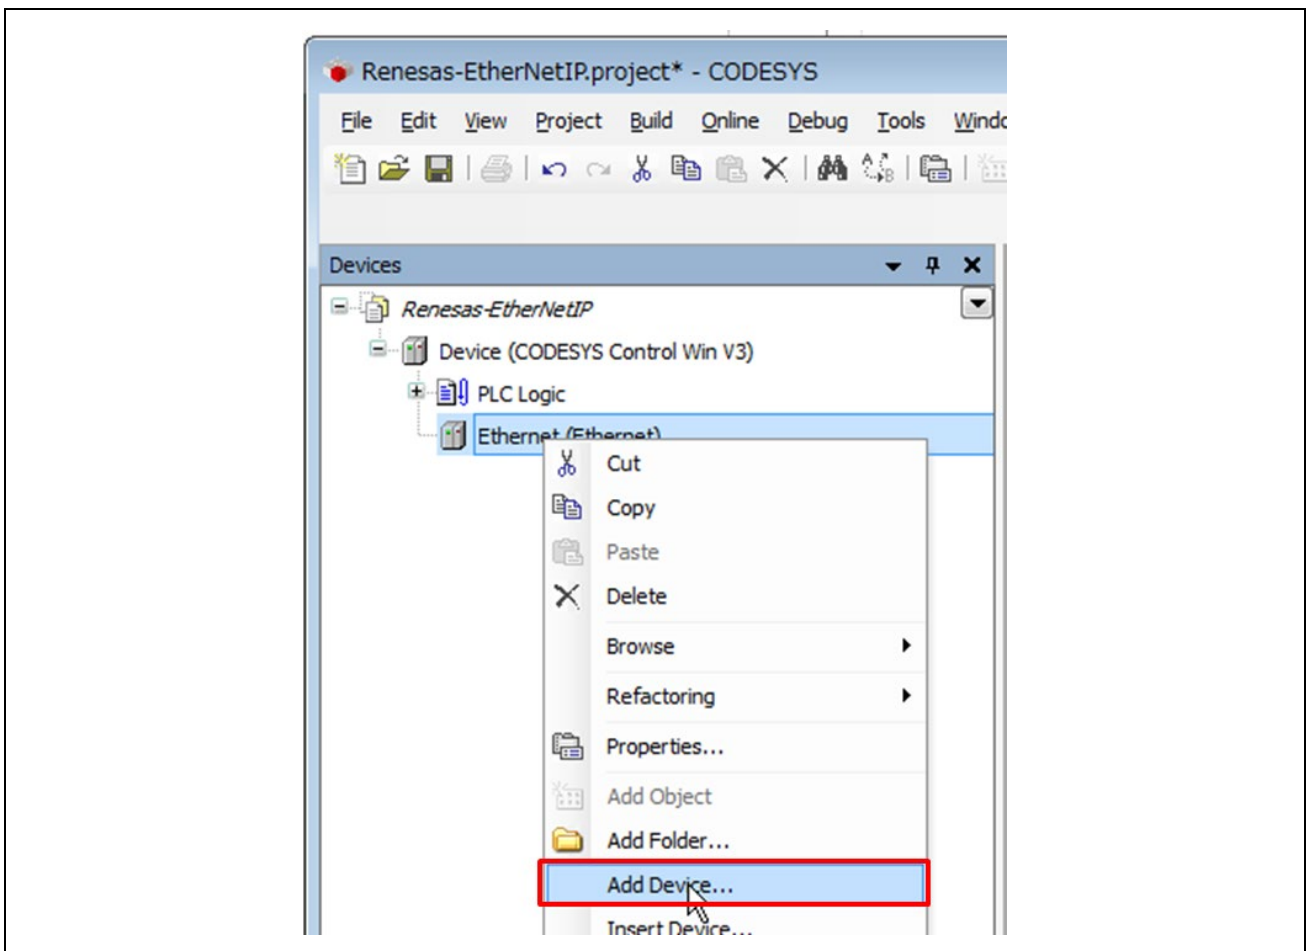 Renesas-EtherNetIP.project* - CODESYS
File Edit View Project Build Online Debug Tools Windo
Devices
Renesas-EtherNetIP
Device (CODESYS Control Win V3)
PLC Logic
Ethernet (Ethernet)
Cut
Copy
Paste
Delete
Browse
Refactoring
Properties...
Add Object
Add Folder...
Add Device...
Insert Device...